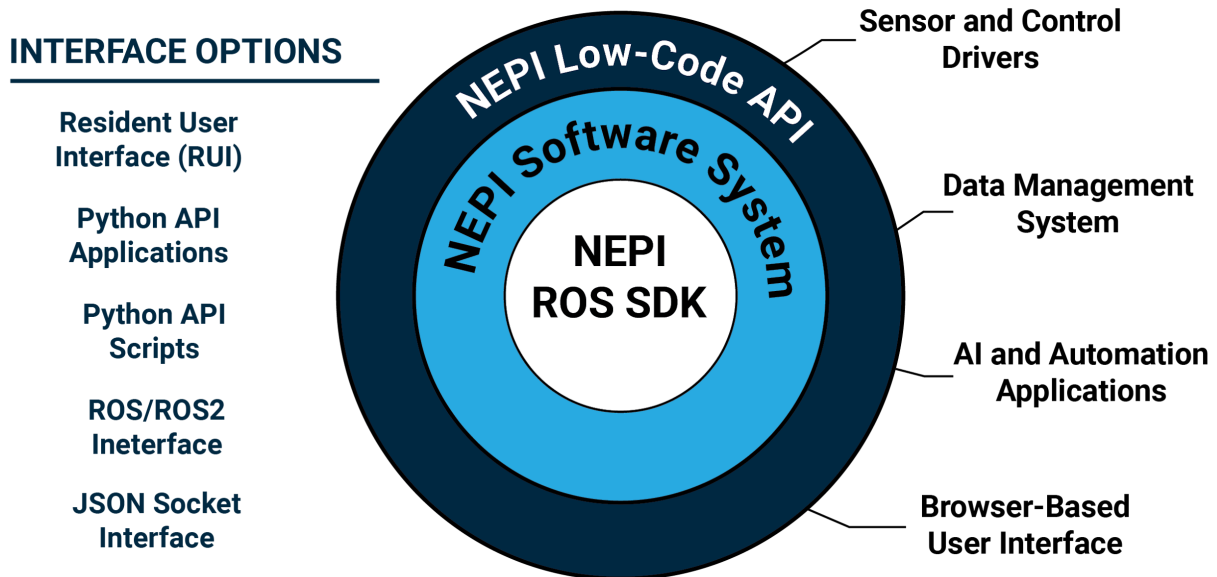 INTERFACE OPTIONS
Resident User
Interface (RUI)
Python API
Applications
Python API
Scripts
ROS/ROS2
Ineterface
JSON Socket
Interface
NEPI Low-Code API
NEPI Software System
NEPI
ROS SDK
Sensor and Control
Drivers
Data Management
System
AI and Automation
Applications
Browser-Based
User Interface